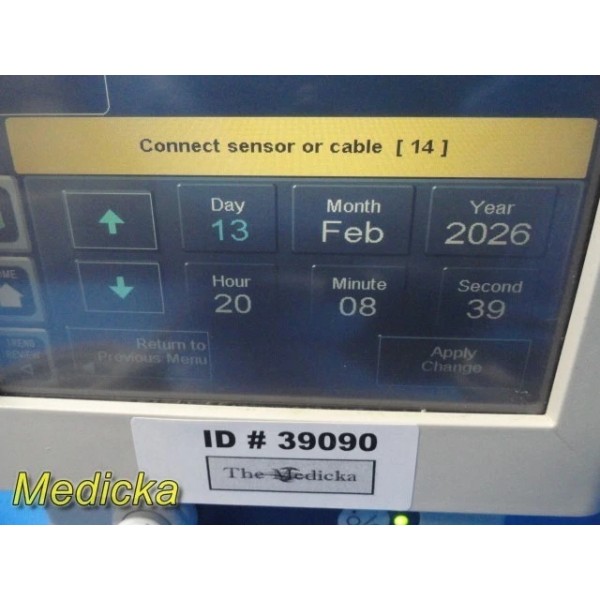 Connect sensor or cable [ 14 ]
Day Month Year
13 Feb 2026
Hour Minute Second
20 08 39
Return to
Previous Menu
Apply
Change
ID # 39090
The Medicka
Medicka